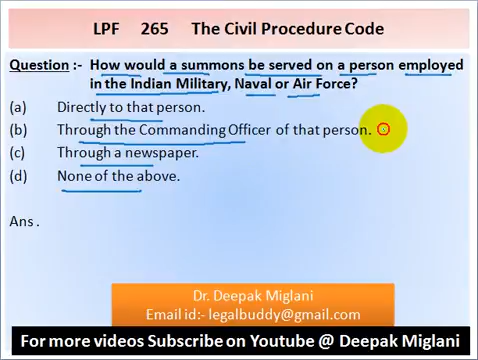 LPF 265 The Civil Procedure Code
Question :- How would a summons be served on a person employed
in the Indian Military, Naval or Air Force?
(a) Directly to that person.
(b) Through the Commanding Officer of that person.
(c) Through a newspaper.
(d) None of the above.
Ans .
Dr. Deepak Miglani
Email id:- legalbuddy@gmail.com
For more videos Subscribe on Youtube @ Deepak Miglani